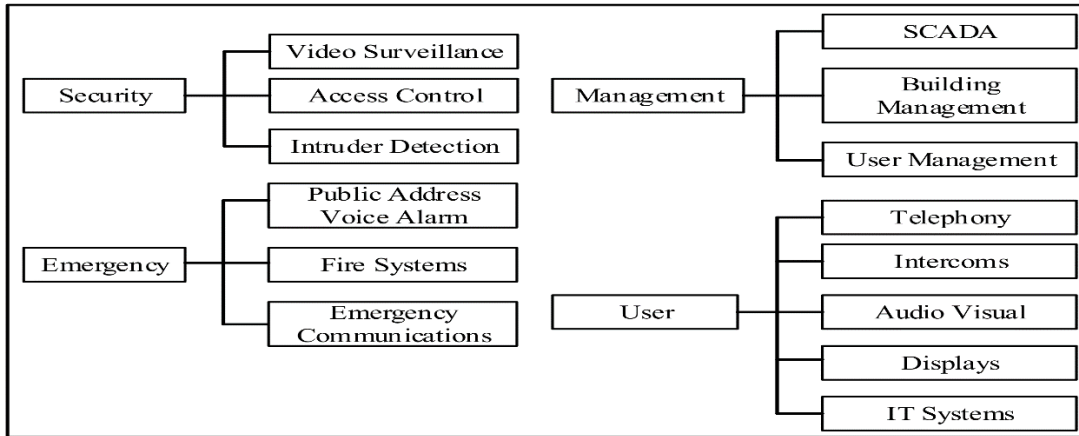 Security
Video Surveillance
Access Control
Intruder Detection
Emergency
Public Address
Voice Alarm
Fire Systems
Emergency
Communications
Management
SCADA
Building
Management
User Management
User
Telephony
Intercoms
Audio Visual
Displays
IT Systems